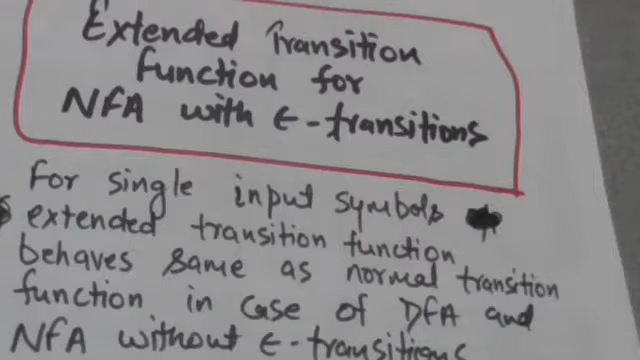 Extended Transition
function for
NFA with ϵ-transitions
For single input symbols
extended transition function
behaves same as normal transition
function in case of DFA and
NFA without ϵ-transitions